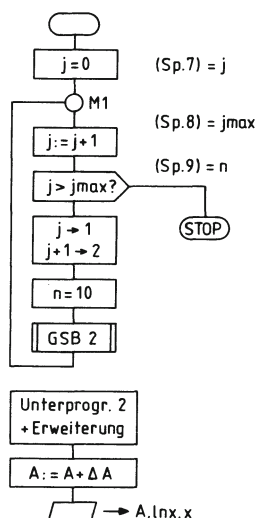 j=0
(Sp.7) = j
M1
(Sp.8) = jmax
j:= j+1
(Sp.9) = n
j > jmax?
j → 1
j+1 → 2
STOP
n=10
GSB 2
Unterprogr. 2
+Erweiterung
A:= A+ Δ A
→ A,lnx,x